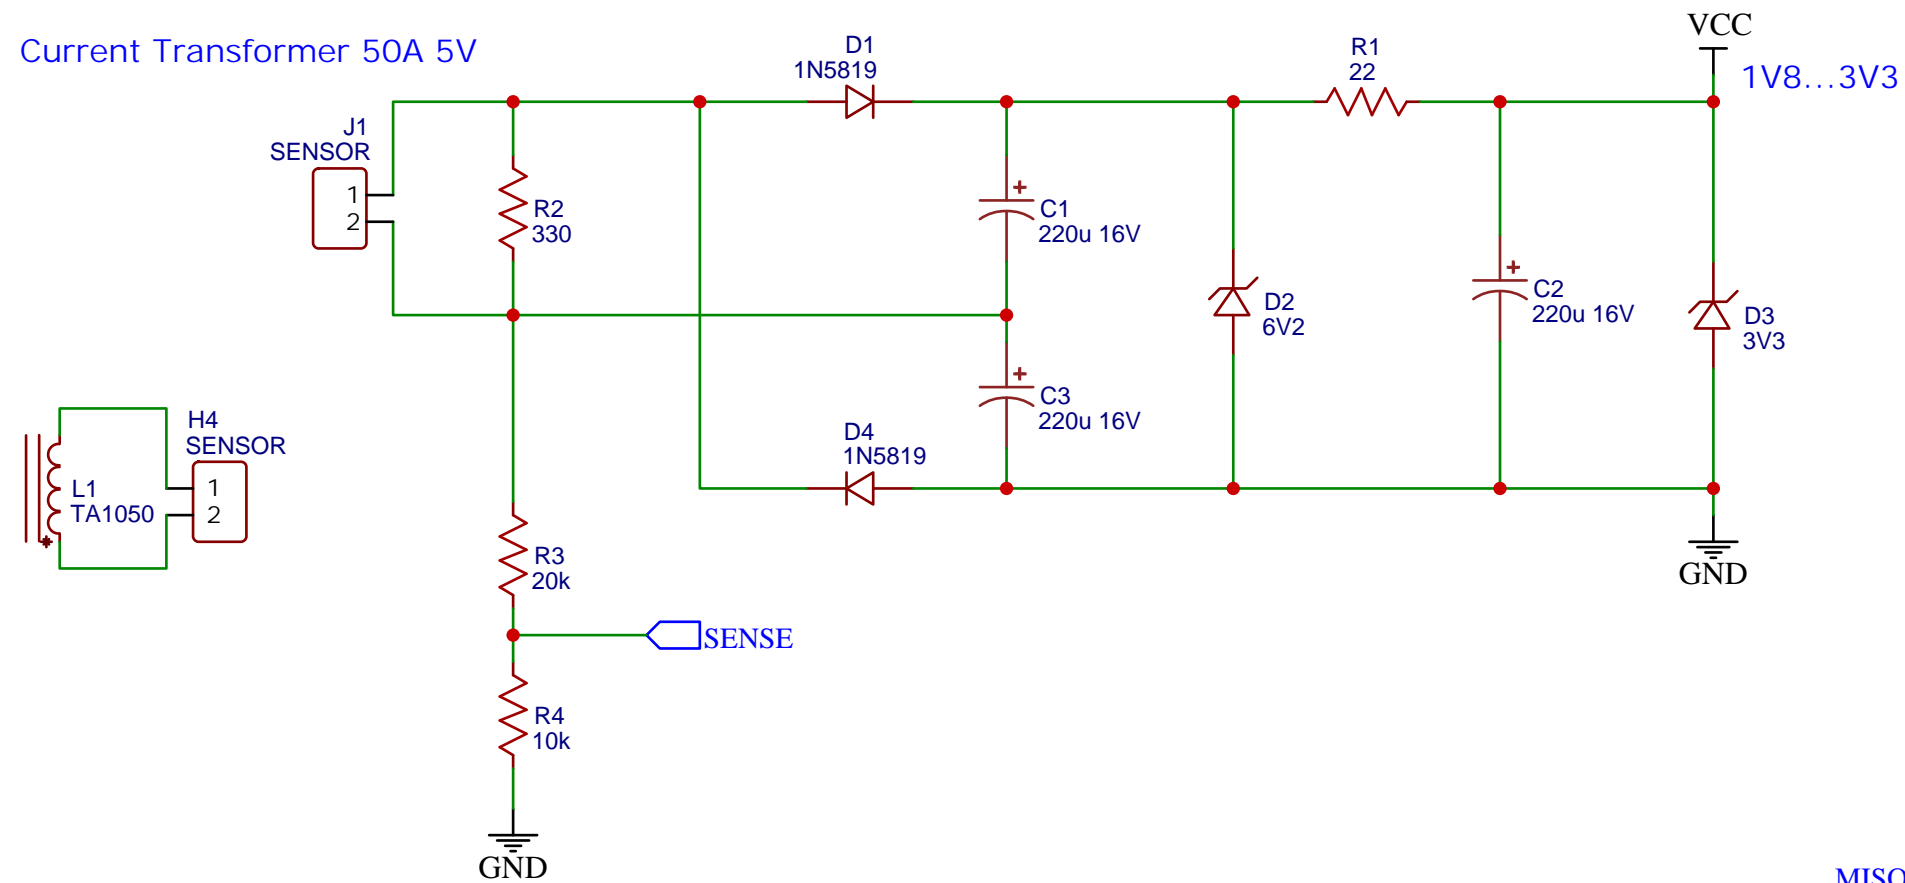 Current Transformer 50A 5V
VCC
1V8...3V3
D1
1N5819
R1
22
J1
SENSOR
1
2
R2
330
C1
220u 16V
D2
6V2
C2
220u 16V
D3
3V3
H4
SENSOR
1
2
L1
TA1050
C3
220u 16V
D4
1N5819
R3
20k
SENSE
R4
10k
GND
GND
MISO